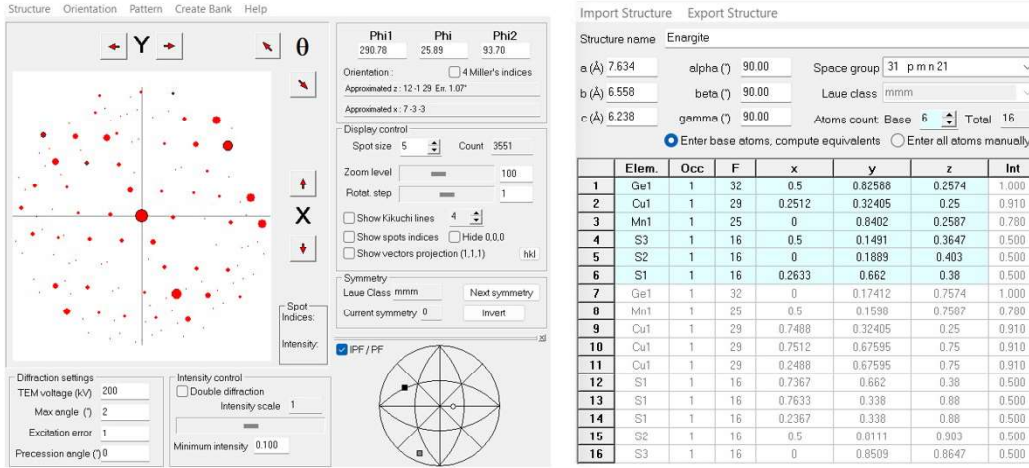 Structure Orientation Pattern Create Bank Help
Y
θ
X
Spot
Indices:
Intensity:
Phi1 Phi Phi2
290.78 25.89 93.70
Orientation : 4 Miller's indices
Approximated z : 12 -1 29 Err. 1.07°
Approximated x : 7 -3 -3
Display control
Spot size 5 Count 3551
Zoom level 100
Rotat. step 1
Show Kikuchi lines 4
Show spots indices Hide 0,0,0
Show vectors projection (1,1,1) hkl
Symmetry
Laue Class mmm Next symmetry
Current symmetry 0 Invert
IPF / PF
Diffraction settings
TEM voltage (kV) 200
Max angle (°) 2
Excitation error 1
Precession angle (°) 0
Intensity control
Double diffraction
Intensity scale 1
Minimum intensity 0.100
Import Structure Export Structure
Structure name Enargite
a (Å) 7.634 alpha (°) 90.00 Space group 31 p m n 21
b (Å) 6.558 beta (°) 90.00 Laue class mmm
c (Å) 6.238 gamma (°) 90.00 Atoms count: Base 6 Total 16
Enter base atoms, compute equivalents Enter all atoms manually
Elem. Occ F x y z Int
1 Ge1 1 32 0.5 0.82588 0.2574 1.000
2 Cu1 1 29 0.2512 0.32405 0.25 0.910
3 Mn1 1 25 0 0.8402 0.2587 0.780
4 S3 1 16 0.5 0.1491 0.3647 0.500
5 S2 1 16 0 0.1889 0.403 0.500
6 S1 1 16 0.2633 0.662 0.38 0.500
7 Ge1 1 32 0 0.17412 0.7574 1.000
8 Mn1 1 25 0.5 0.1598 0.7587 0.780
9 Cu1 1 29 0.7488 0.32405 0.25 0.910
10 Cu1 1 29 0.7512 0.67595 0.75 0.910
11 Cu1 1 29 0.2488 0.67595 0.75 0.910
12 S1 1 16 0.7367 0.662 0.38 0.500
13 S1 1 16 0.7633 0.338 0.88 0.500
14 S1 1 16 0.2367 0.338 0.88 0.500
15 S2 1 16 0.5 0.0111 0.903 0.500
16 S3 1 16 0 0.8509 0.8647 0.500